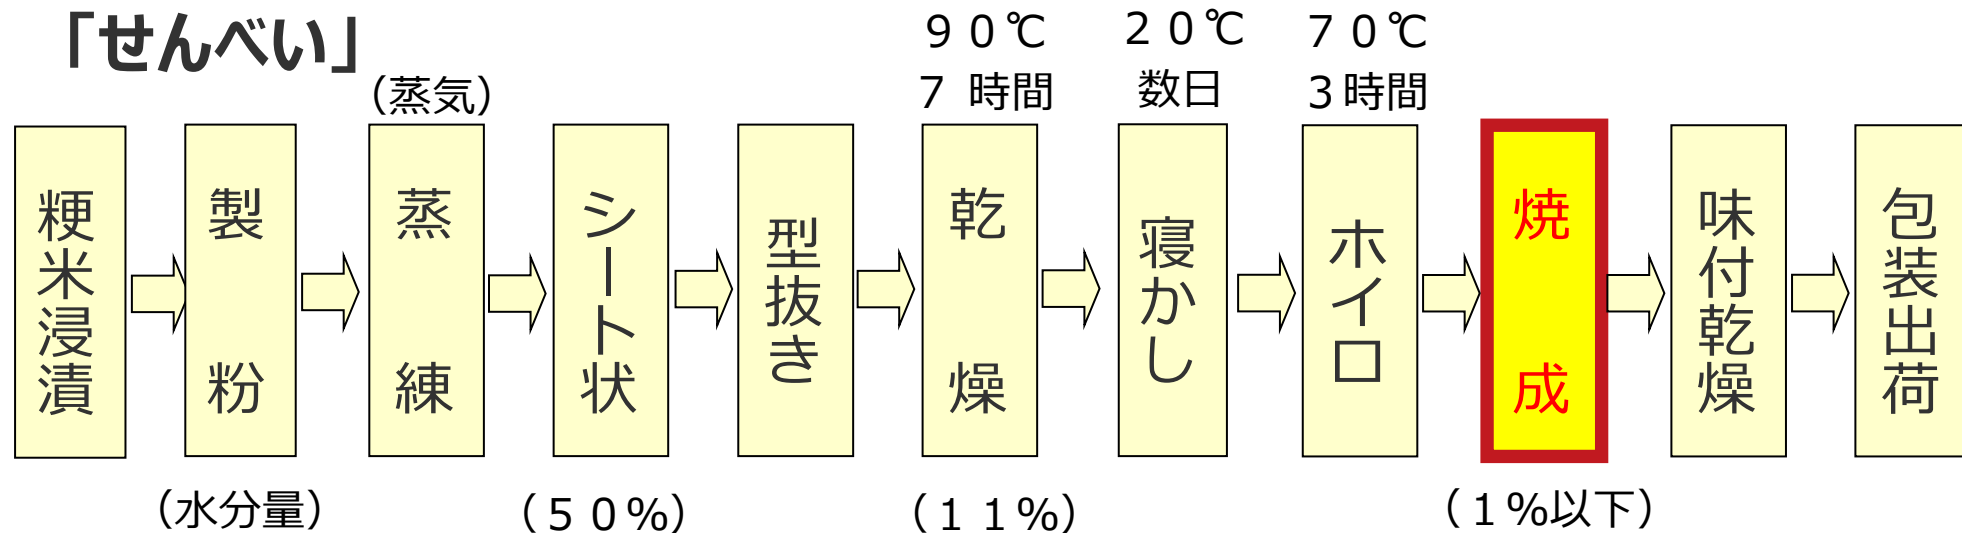 「せんべい」
(蒸気)
90℃
7 時間
20℃
数日
70℃
3時間
粳米浸漬
製粉
蒸練
シート状
型抜き
乾燥
寝かし
ホイロ
焼成
味付乾燥
包装出荷
(水分量)
(50%)
(11%)
(1%以下)